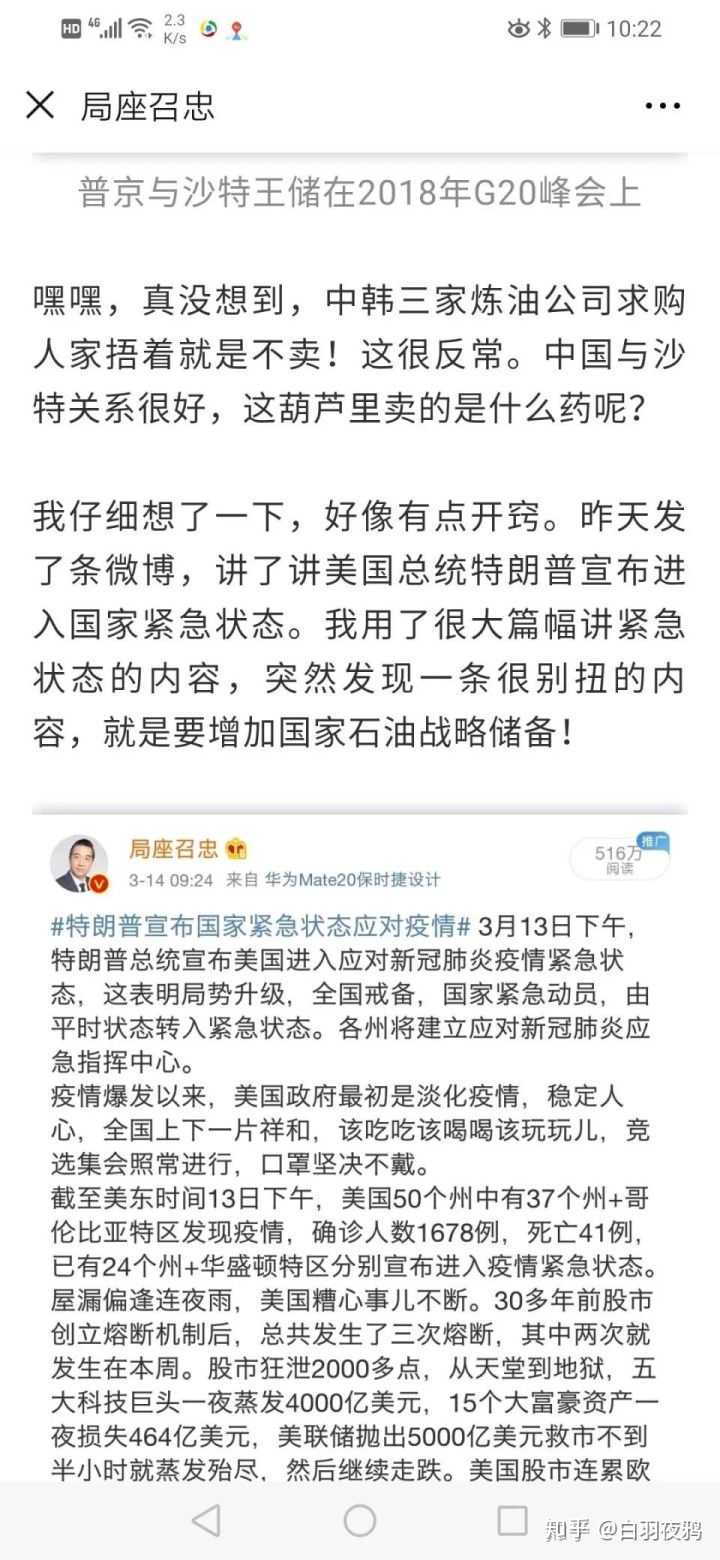 HD 4G 2.3 K/s 10:22
局座召忠
普京与沙特王储在2018年G20峰会上
嘿嘿，真没想到，中韩三家炼油公司求购
人家捂着就是不卖！这很反常。中国与沙
特关系很好，这葫芦里卖的是什么药呢？
我仔细想了一下，好像有点开窍。昨天发
了条微博，讲了讲美国总统特朗普宣布进
入国家紧急状态。我用了很大篇幅讲紧急
状态的内容，突然发现一条很别扭的内
容，就是要增加国家石油战略储备！
局座召忠
516万
推广
阅读
3-14 09:24 来自 华为Mate20保时捷设计
#特朗普宣布国家紧急状态应对疫情# 3月13日下午，
特朗普总统宣布美国进入应对新冠肺炎疫情紧急状
态，这表明局势升级，全国戒备，国家紧急动员，由
平时状态转入紧急状态。各州将建立应对新冠肺炎应
急指挥中心。
疫情爆发以来，美国政府最初是淡化疫情，稳定人
心，全国上下一片祥和，该吃吃该喝喝该玩玩儿，竞
选集会照常进行，口罩坚决不戴。
截至美东时间13日下午，美国50个州中有37个州+哥
伦比亚特区发现疫情，确诊人数1678例，死亡41例，
已有24个州+华盛顿特区分别宣布进入疫情紧急状态。
屋漏偏逢连夜雨，美国糟心事儿不断。30多年前股市
创立熔断机制后，总共发生了三次熔断，其中两次就
发生在本周。股市狂泄2000多点，从天堂到地狱，五
大科技巨头一夜蒸发4000亿美元，15个大富豪资产一
夜损失464亿美元，美联储抛出5000亿美元救市不到
半小时就蒸发殆尽，然后继续走跌。美国股市连累欧
知乎 @白羽夜鸦